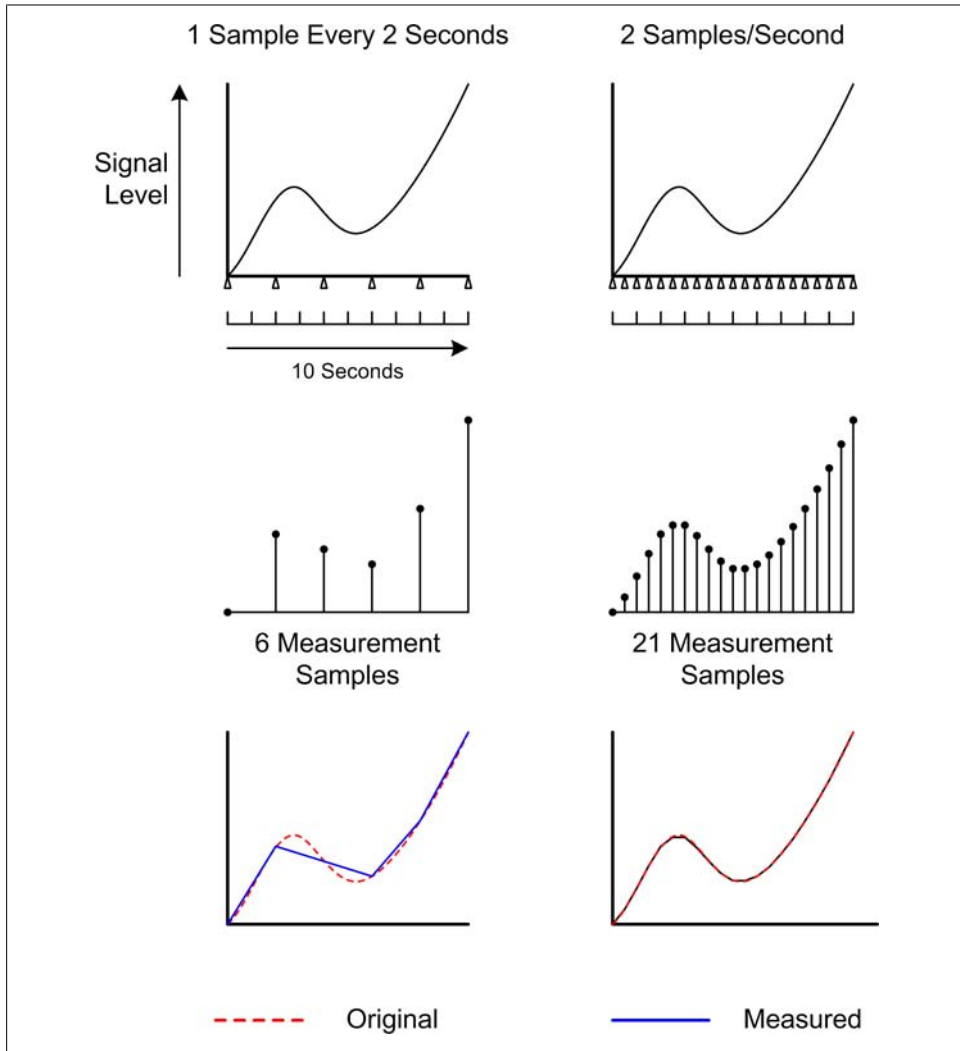 1 Sample Every 2 Seconds
2 Samples/Second
Signal
Level
10 Seconds
6 Measurement
Samples
21 Measurement
Samples
Original
Measured